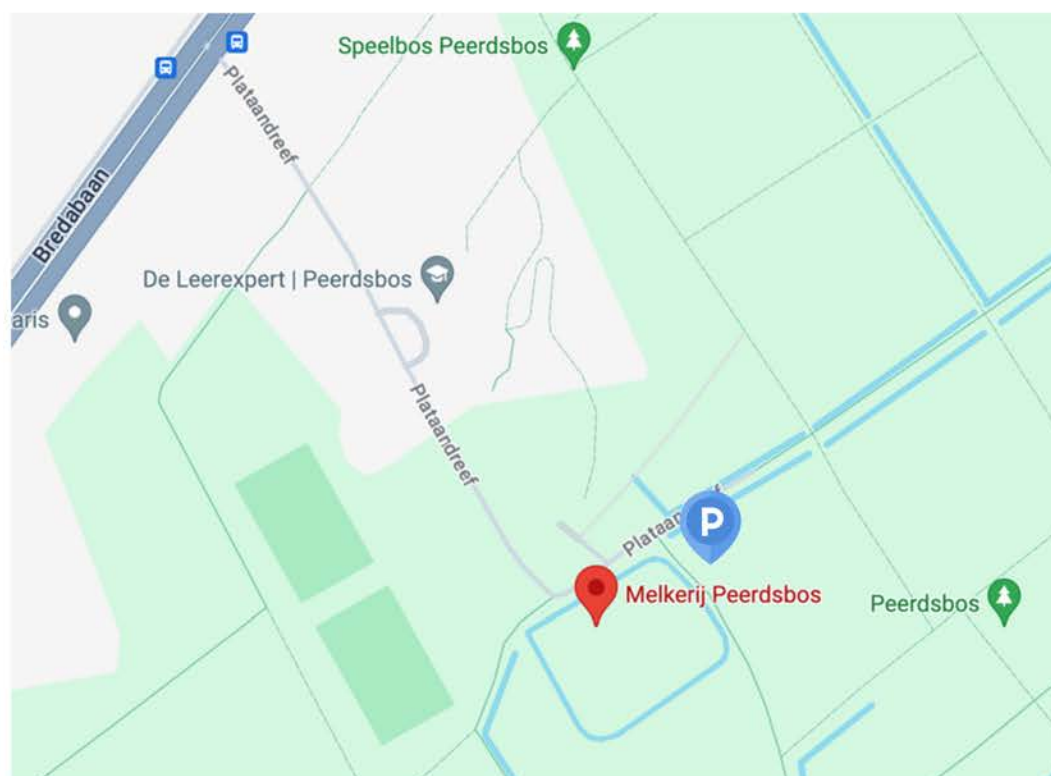 Speelbos Peerdsbos
Plataandreef
Bredabaan
De Leerexpert | Peerdsbos
aris
Plataandreef
P
Melkerij Peerdsbos
Peerdsbos